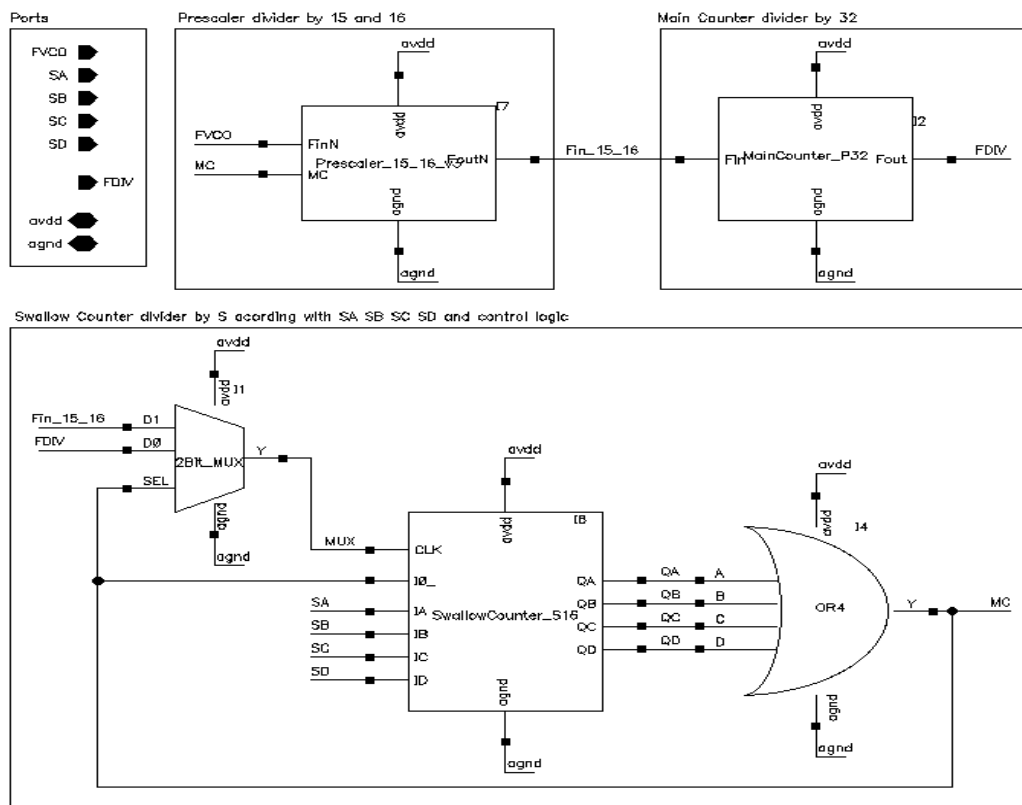 Ports
FVCO
SA
SB
SC
SD
FDIV
avdd
agnd
Prescaler divider by 15 and 16
avdd
I7
avdd
FVCO
FinN
Prescaler_15_16_v3
FoutN
MC
MC
agnd
agnd
Fin_15_16
Main Counter divider by 32
avdd
I2
avdd
Fin
MainCounter_P32
Fout
FDIV
agnd
agnd
Swallow Counter divider by S acording with SA SB SC SD and control logic
avdd
I1
avdd
Fin_15_16
D1
FDIV
D0
2Bit_MUX
Y
SEL
agnd
agnd
avdd
avdd
MUX
CLK
I0_
SA
IA
SB
IB
SC
IC
SD
ID
SwallowCounter_S16
QA
QB
QC
QD
agnd
agnd
QA
A
QB
B
QC
C
QD
D
avdd
avdd
I4
OR4
Y
MC
agnd
agnd